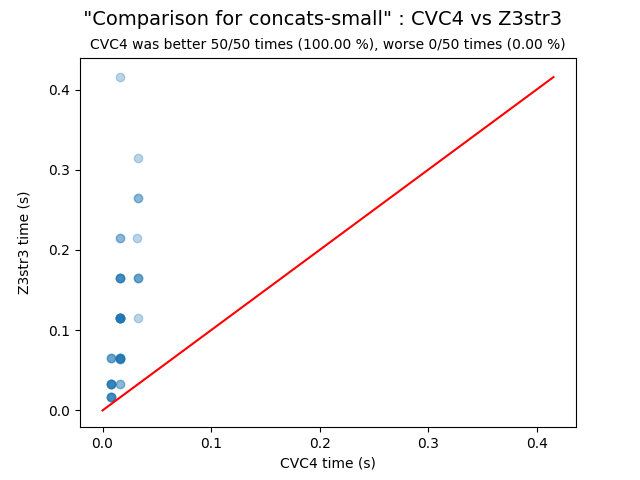 "Comparison for concats-small" : CVC4 vs Z3str3
CVC4 was better 50/50 times (100.00 %), worse 0/50 times (0.00 %)
0.4
0.3
0.2
0.1
0.0
Z3str3 time (s)
0.0 0.1 0.2 0.3 0.4
CVC4 time (s)